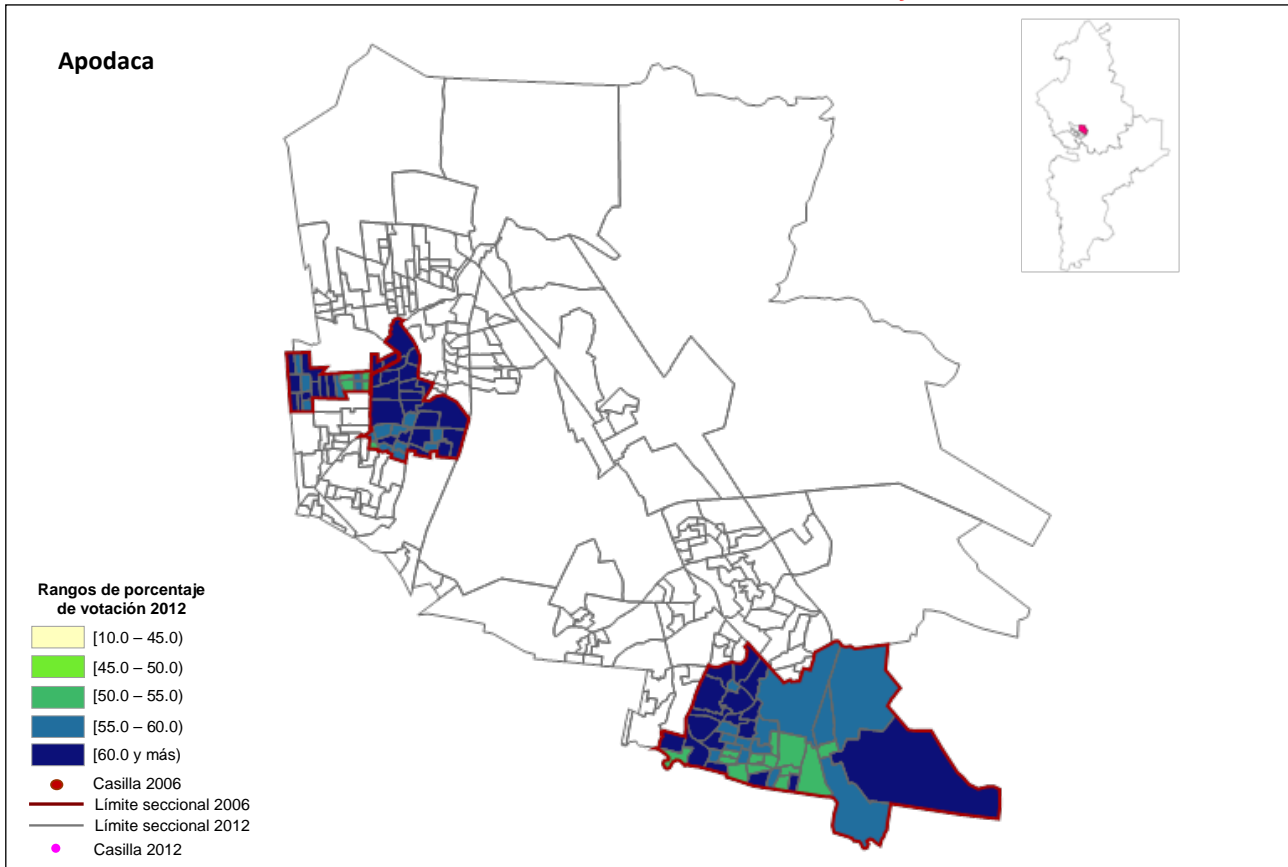 Apodaca
Rangos de porcentaje
de votación 2012
[10.0 – 45.0)
[45.0 – 50.0)
[50.0 – 55.0)
[55.0 – 60.0)
[60.0 y más)
Casilla 2006
Límite seccional 2006
Límite seccional 2012
Casilla 2012